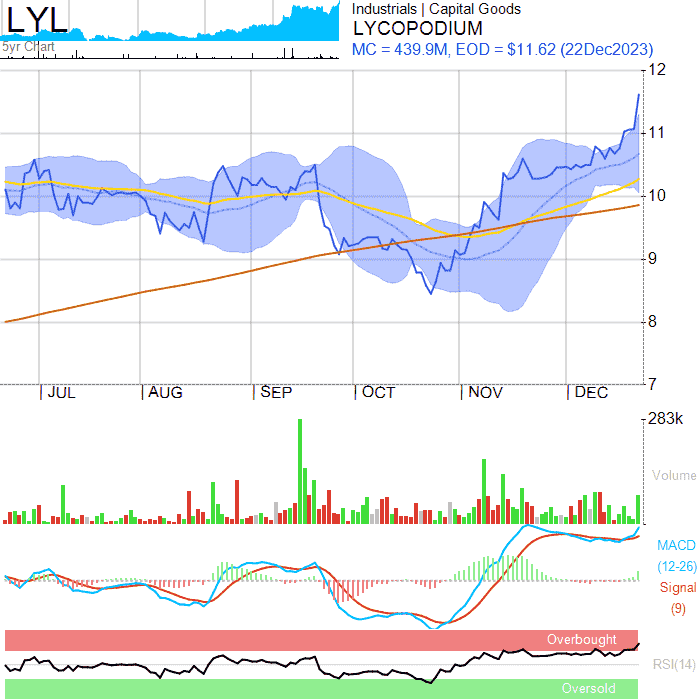 LYL
5yr Chart
Industrials | Capital Goods
LYCOPODIUM
MC = 439.9M, EOD = $11.62 (22Dec2023)
12
11
10
9
8
7
JUL AUG SEP OCT NOV DEC
283k
Volume
MACD
(12-26)
Signal
(9)
Overbought
RSI(14)
Oversold